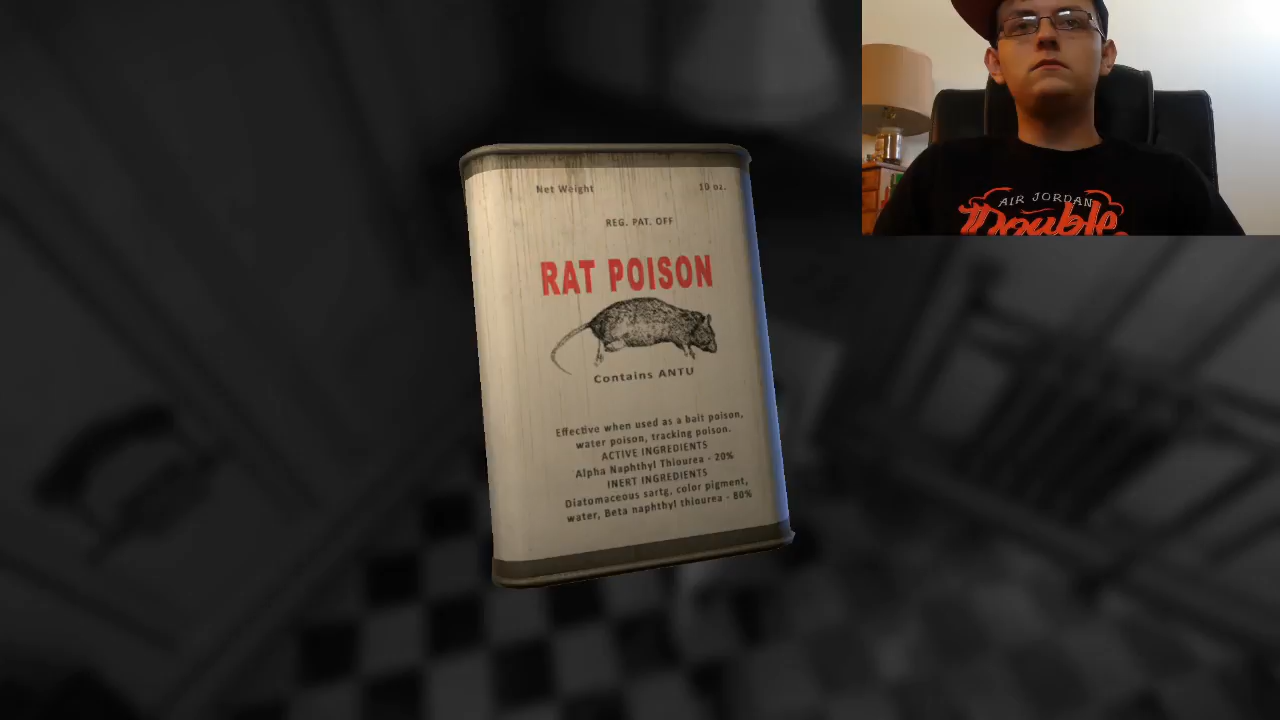 Net Weight 10 oz.
REG. PAT. OFF
RAT POISON
Contains ANTU
Effective when used as a bait poison,
water poison, tracking poison.
ACTIVE INGREDIENTS
Alpha Naphthyl Thiourea - 20%
INERT INGREDIENTS
Diatomaceous sartg, color pigment,
water, Beta naphthyl thiourea - 80%
AIR JORDAN
Double